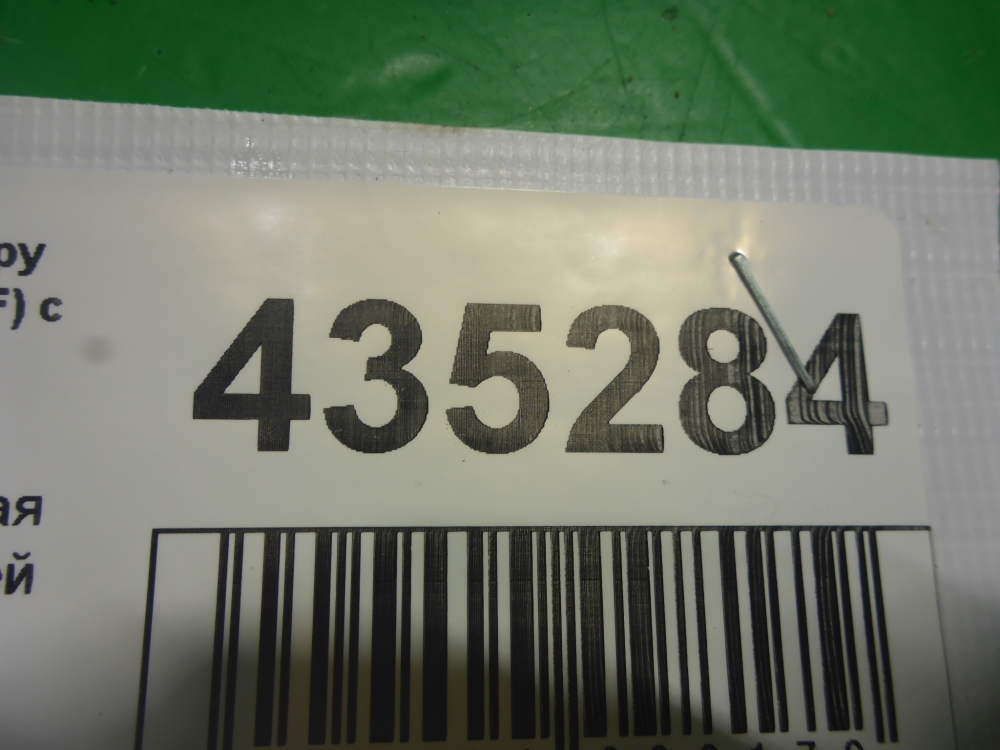 ру
F) с
435284
ая
ей